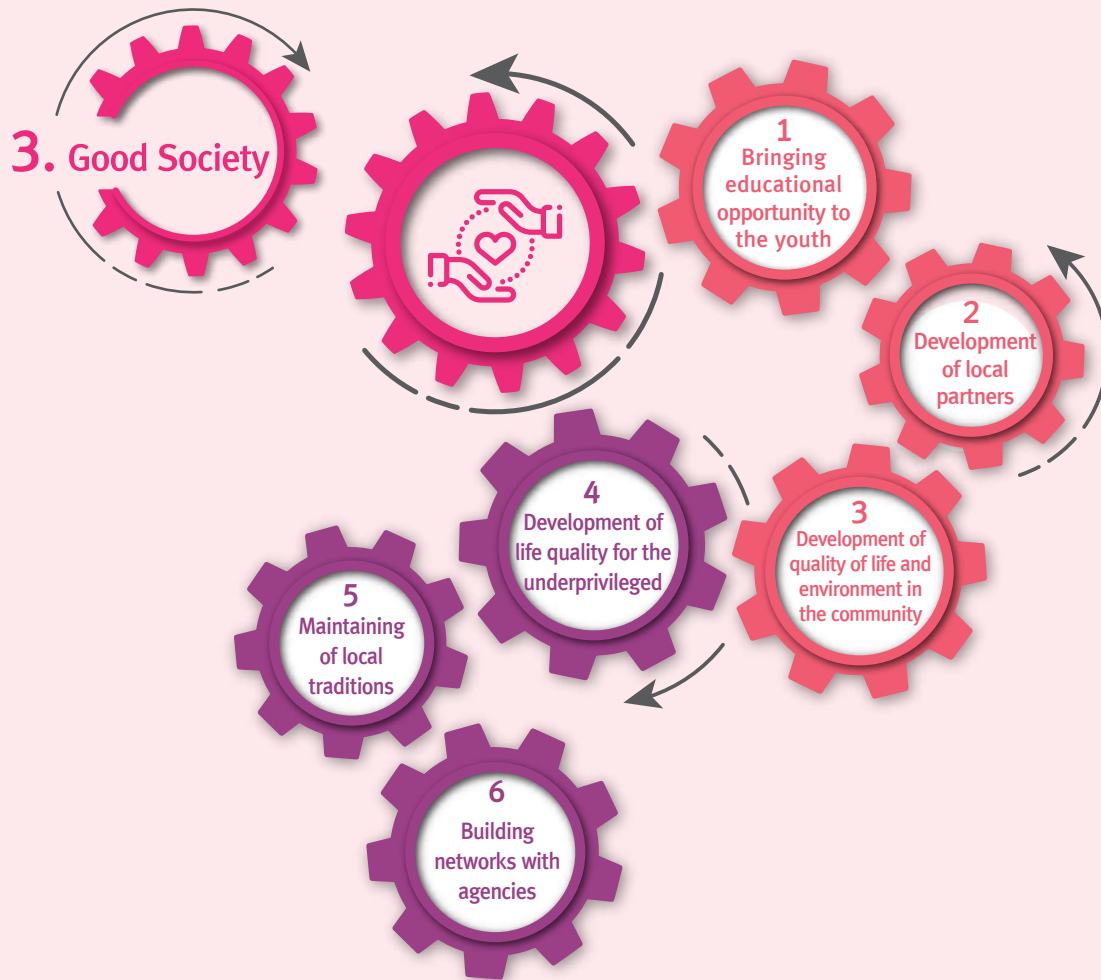 3. Good Society
1
Bringing
educational
opportunity to
the youth
2
Development
of local
partners
3
Development of
quality of life and
environment in
the community
4
Development of
life quality for the
underprivileged
5
Maintaining
of local
traditions
6
Building
networks with
agencies